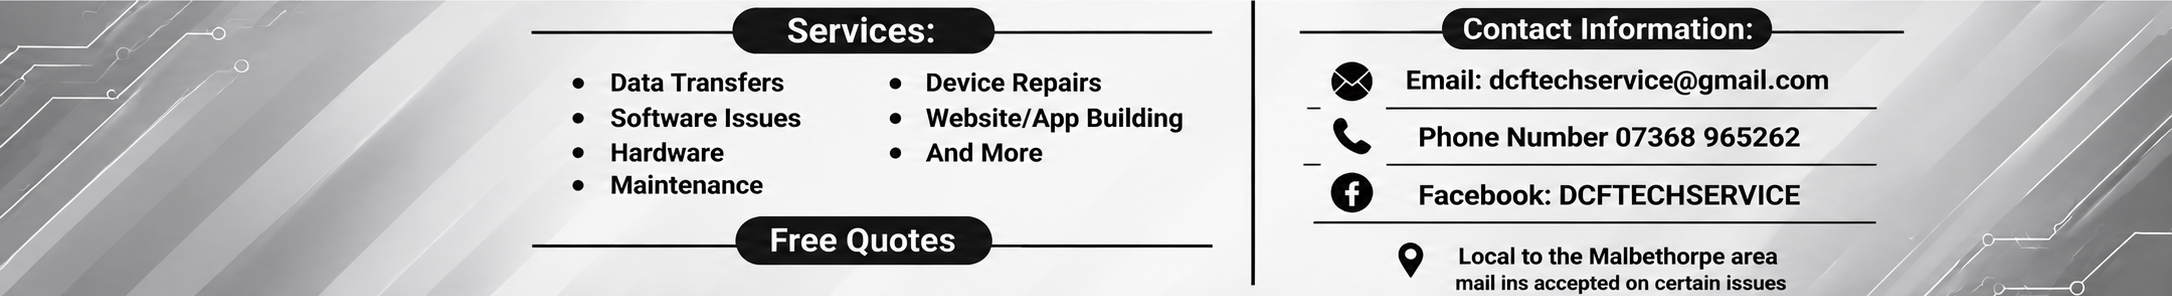 Services:
Data Transfers
Software Issues
Hardware
Maintenance
Device Repairs
Website/App Building
And More
Free Quotes
Contact Information:
Email: dcftechservice@gmail.com
Phone Number 07368 965262
Facebook: DCFTECHSERVICE
Local to the Malbethorpe area
mail ins accepted on certain issues